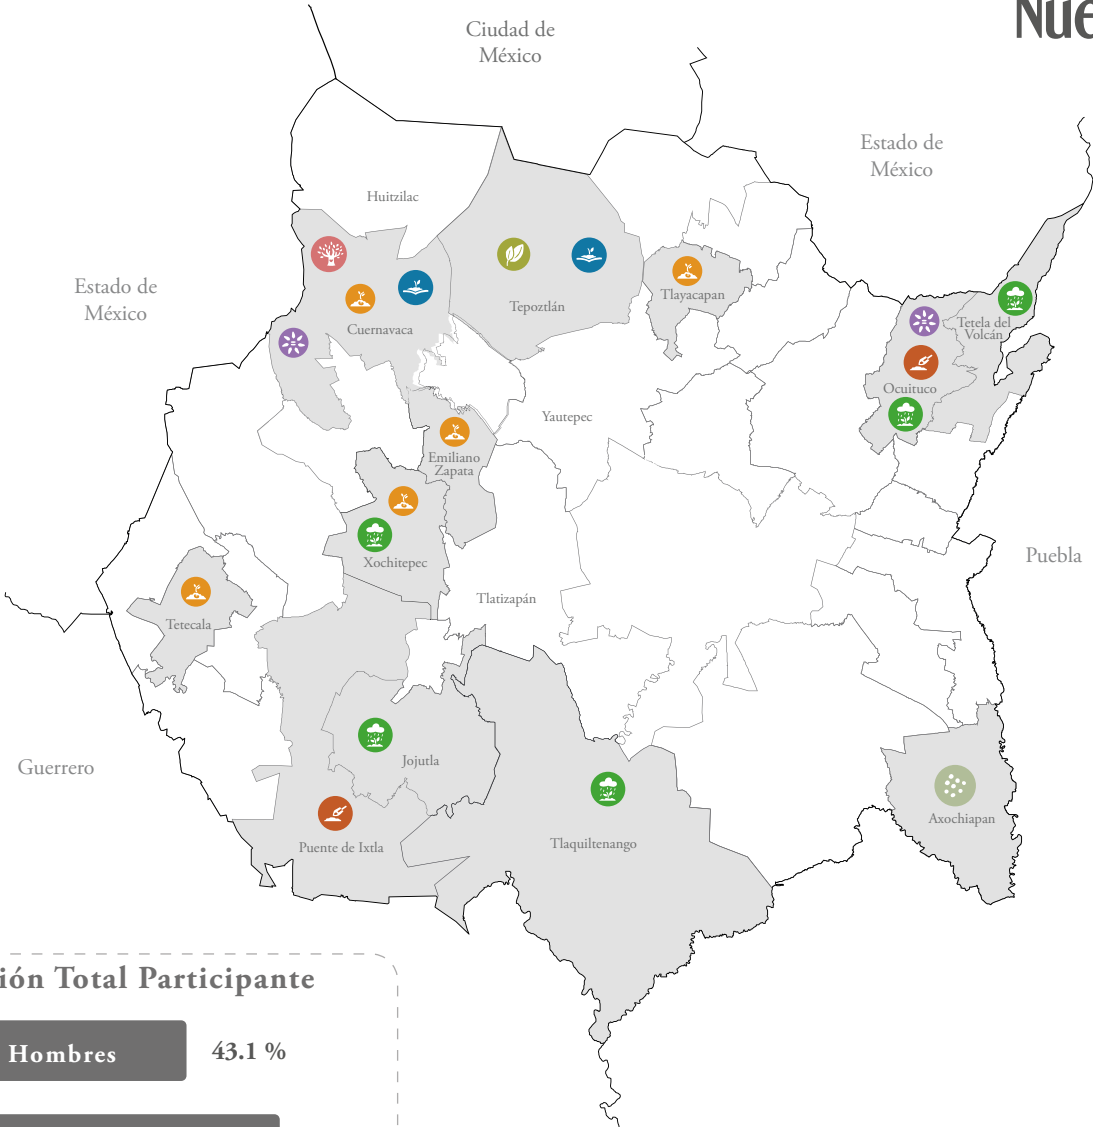 Ciudad de
México
Estado de
México
Huitzilac
Estado de
México
Tepoztlán
Tlayacapan
Cuernavaca
Tetela del
Volcán
Ocuituco
Yautepec
Emiliano
Zapata
Xochitepec
Puebla
Tlatizapán
Tetecala
Guerrero
Jojutla
Axochiapan
Puente de Ixtla
Tlaquiltenango
ión Total Participante
Hombres
43.1 %